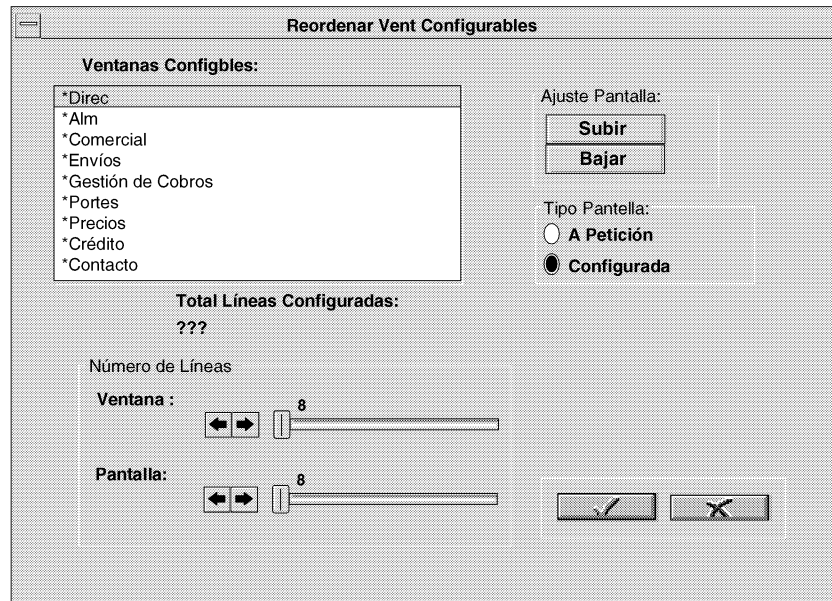 Reordenar Vent Configurables
Ventanas Configbles:
*Direc
*Alm
*Comercial
*Envíos
*Gestión de Cobros
*Portes
*Precios
*Crédito
*Contacto
Ajuste Pantalla:
Subir
Bajar
Tipo Pantella:
A Petición
Configurada
Total Líneas Configuradas:
???
Número de Líneas
Ventana :
8
Pantalla:
8